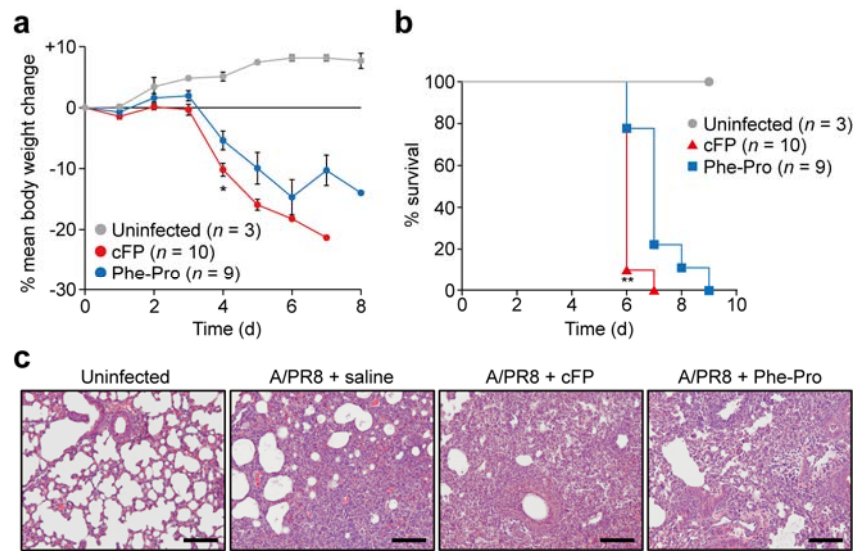 a
% mean body weight change
+10
0
-10
-20
-30
Uninfected (n = 3)
cFP (n = 10)
Phe-Pro (n = 9)
*
0 2 4 6 8
Time (d)
b
% survival
100
80
60
40
20
0
Uninfected (n = 3)
cFP (n = 10)
Phe-Pro (n = 9)
**
0 2 4 6 8 10
Time (d)
c
Uninfected
A/PR8 + saline
A/PR8 + cFP
A/PR8 + Phe-Pro